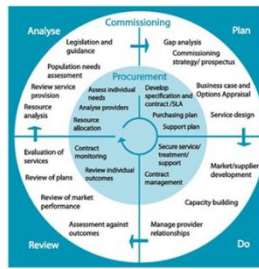 Commissioning
Analyse
Plan
Legislation and
guidance
Population needs
assessment
Review service
provision
Resource
analysis
Gap analysis
Commissioning
strategy/ prospectus
Business case and
Options Appraisal
Service design
Procurement
Assess individual
needs
Analyse providers
Resource
allocation
Develop
specification and
contract /SLA
Purchasing plan
Support plan
Contract
monitoring
Review individual
outcomes
Secure service/
treatment/
support
Contract
management
Evaluation of
services
Review of plans
Review of market
performance
Assessment against
outcomes
Market/supplier
development
Capacity building
Manage provider
relationships
Review
Do